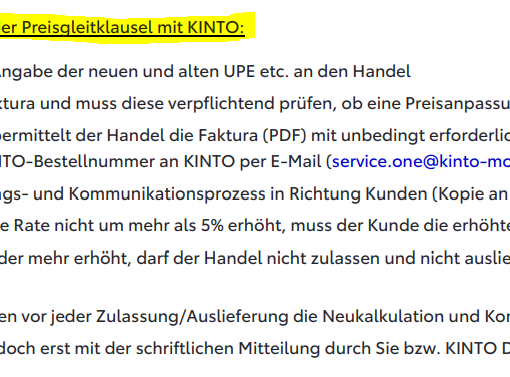 der Preisgleitklausel mit KINTO:
Angabe der neuen und alten UPE etc. an den Handel
ktura und muss diese verpflichtend prüfen, ob eine Preisanpassu
bermittelt der Handel die Faktura (PDF) mit unbedingt erforderlic
NTO-Bestellnummer an KINTO per E-Mail (service.one@kinto-mo
ngs- und Kommunikationsprozess in Richtung Kunden (Kopie an
e Rate nicht um mehr als 5% erhöht, muss der Kunde die erhöhte
der mehr erhöht, darf der Handel nicht zulassen und nicht auslie
en vor jeder Zulassung/Auslieferung die Neukalkulation und Kon
doch erst mit der schriftlichen Mitteilung durch Sie bzw. KINTO D